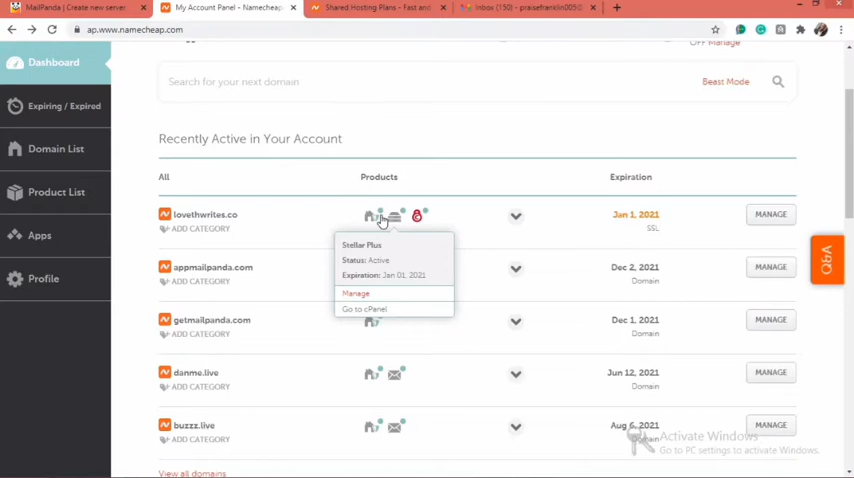 MailPanda | Create new server
My Account Panel - Namecheap
Shared Hosting Plans - Fast and
Inbox (150) - praisefranklin005@
ap.www.namecheap.com
OFF Manage
Dashboard
Search for your next domain
Beast Mode
Expiring / Expired
Recently Active in Your Account
Domain List
All
Products
Expiration
Product List
lovethwrites.co
Jan 1, 2021
MANAGE
ADD CATEGORY
SSL
Apps
Stellar Plus
Status: Active
Expiration: Jan 01, 2021
Manage
Go to cPanel
appmailpanda.com
Dec 2, 2021
MANAGE
ADD CATEGORY
Domain
Profile
getmailpanda.com
Dec 1, 2021
MANAGE
ADD CATEGORY
Domain
danme.live
Jun 12, 2021
MANAGE
ADD CATEGORY
Domain
buzzz.live
Aug 6, 2021
MANAGE
ADD CATEGORY
Domain
Activate Windows
Go to PC settings to activate Windows.
View all domains